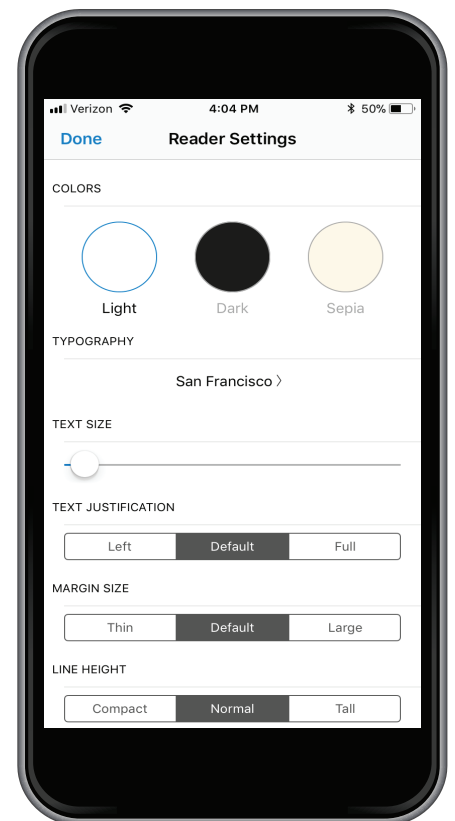 Verizon 4:04 PM 50%
Done Reader Settings
COLORS
Light Dark Sepia
TYPOGRAPHY
San Francisco 〉
TEXT SIZE
TEXT JUSTIFICATION
Left Default Full
MARGIN SIZE
Thin Default Large
LINE HEIGHT
Compact Normal Tall